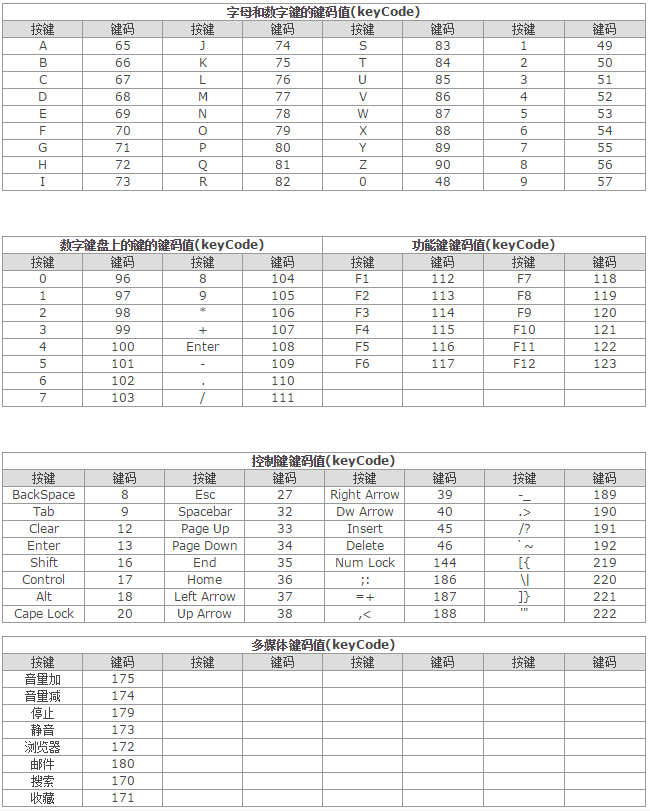 字母和数字键的键码值(keyCode)
按键 键码 按键 键码 按键 键码 按键 键码
A 65 J 74 S 83 1 49
B 66 K 75 T 84 2 50
C 67 L 76 U 85 3 51
D 68 M 77 V 86 4 52
E 69 N 78 W 87 5 53
F 70 O 79 X 88 6 54
G 71 P 80 Y 89 7 55
H 72 Q 81 Z 90 8 56
I 73 R 82 0 48 9 57
数字键盘上的键的键码值(keyCode) 功能键键码值(keyCode)
按键 键码 按键 键码 按键 键码 按键 键码
0 96 8 104 F1 112 F7 118
1 97 9 105 F2 113 F8 119
2 98 * 106 F3 114 F9 120
3 99 + 107 F4 115 F10 121
4 100 Enter 108 F5 116 F11 122
5 101 - 109 F6 117 F12 123
6 102 . 110
7 103 / 111
控制键键码值(keyCode)
按键 键码 按键 键码 按键 键码 按键 键码
BackSpace 8 Esc 27 Right Arrow 39 -_ 189
Tab 9 Spacebar 32 Dw Arrow 40 .> 190
Clear 12 Page Up 33 Insert 45 /? 191
Enter 13 Page Down 34 Delete 46 `~ 192
Shift 16 End 35 Num Lock 144 [{ 219
Control 17 Home 36 ;: 186 \| 220
Alt 18 Left Arrow 37 =+ 187 ]} 221
Cape Lock 20 Up Arrow 38 ,< 188 '" 222
多媒体键码值(keyCode)
按键 键码 按键 键码 按键 键码 按键 键码
音量加 175
音量减 174
停止 179
静音 173
浏览器 172
邮件 180
搜索 170
收藏 171